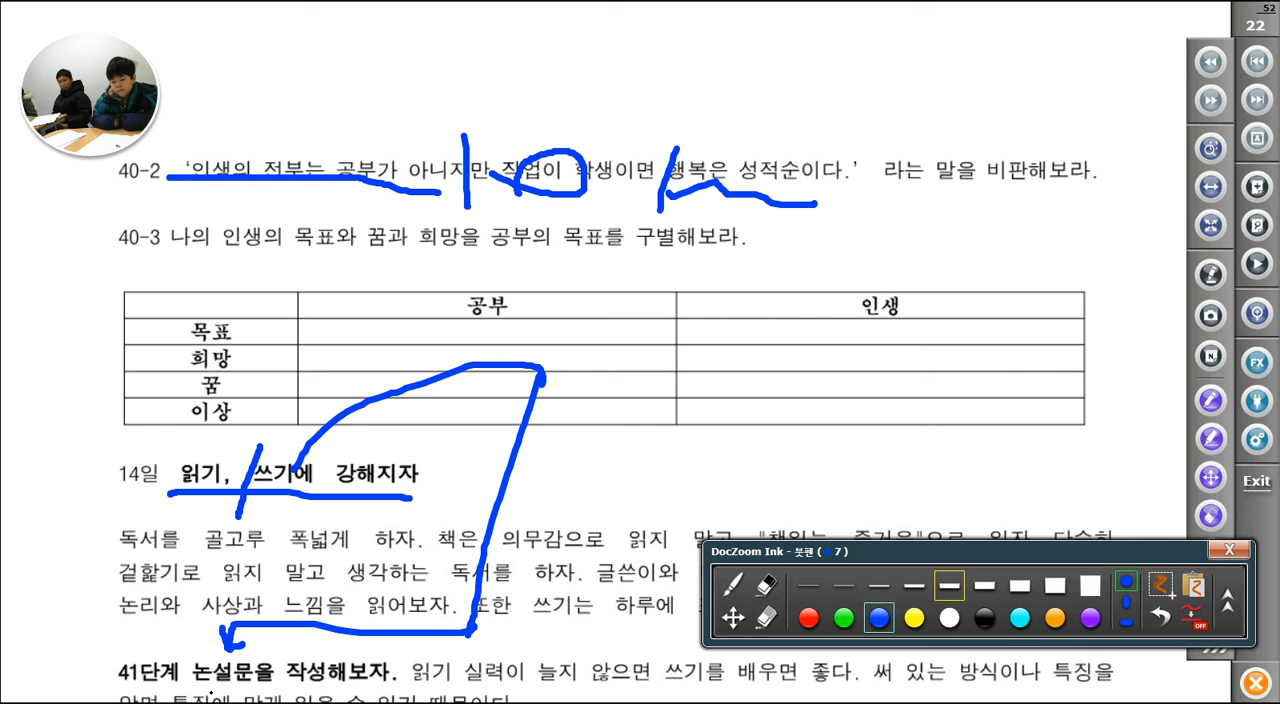 52
22
40-2 '인생의 전부는 공부가 아니지만 직업이 학생이면 행복은 성적순이다.' 라는 말을 비판해보라.
40-3 나의 인생의 목표와 꿈과 희망을 공부의 목표를 구별해보라.
공부 인생
목표
희망
꿈
이상
14일 읽기, 쓰기에 강해지자
Exit
독서를 골고루 폭넓게 하자. 책은 의무감으로 읽지 말고
겉핥기로 읽지 말고 생각하는 독서를 하자. 글쓴이와
논리와 사상과 느낌을 읽어보자. 또한 쓰기는 하루에
DocZoom Ink - 붓펜 ( 7 )
OFF
41단계 논설문을 작성해보자. 읽기 실력이 늘지 않으면 쓰기를 배우면 좋다. 써 있는 방식이나 특징을